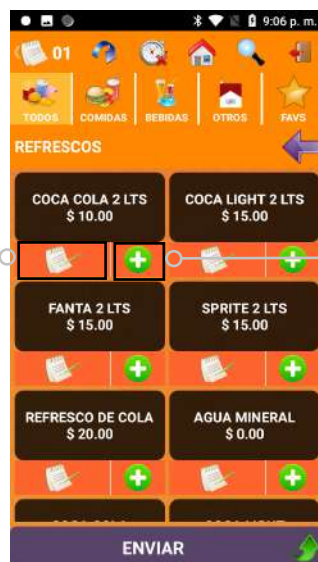 9:06 p. m.
01
TODOS COMIDAS BEBIDAS OTROS FAVS
REFRESCOS
COCA COLA 2 LTS
$ 10.00
COCA LIGHT 2 LTS
$ 15.00
FANTA 2 LTS
$ 15.00
SPRITE 2 LTS
$ 15.00
REFRESCO DE COLA
$ 20.00
AGUA MINERAL
$ 0.00
ENVIAR